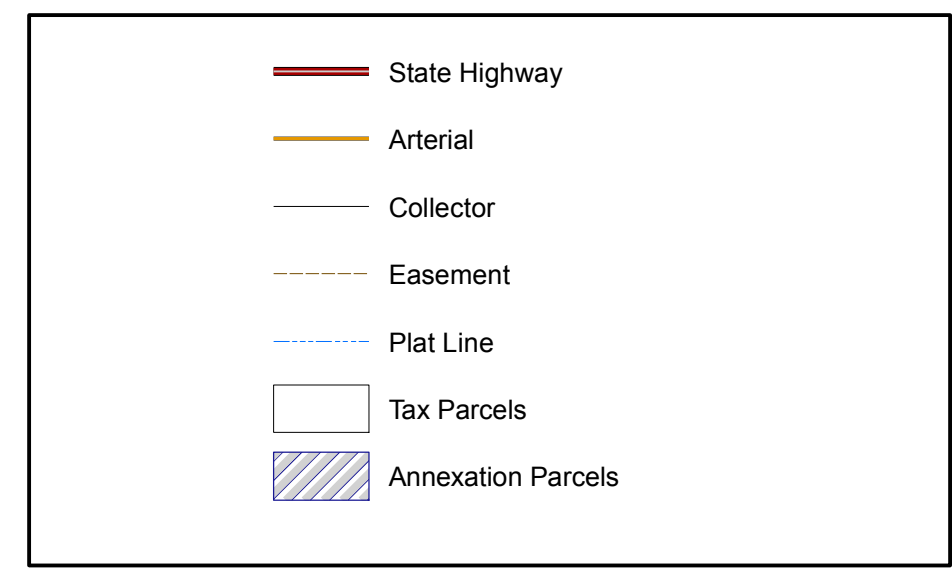 State Highway
Arterial
Collector
Easement
Plat Line
Tax Parcels
Annexation Parcels